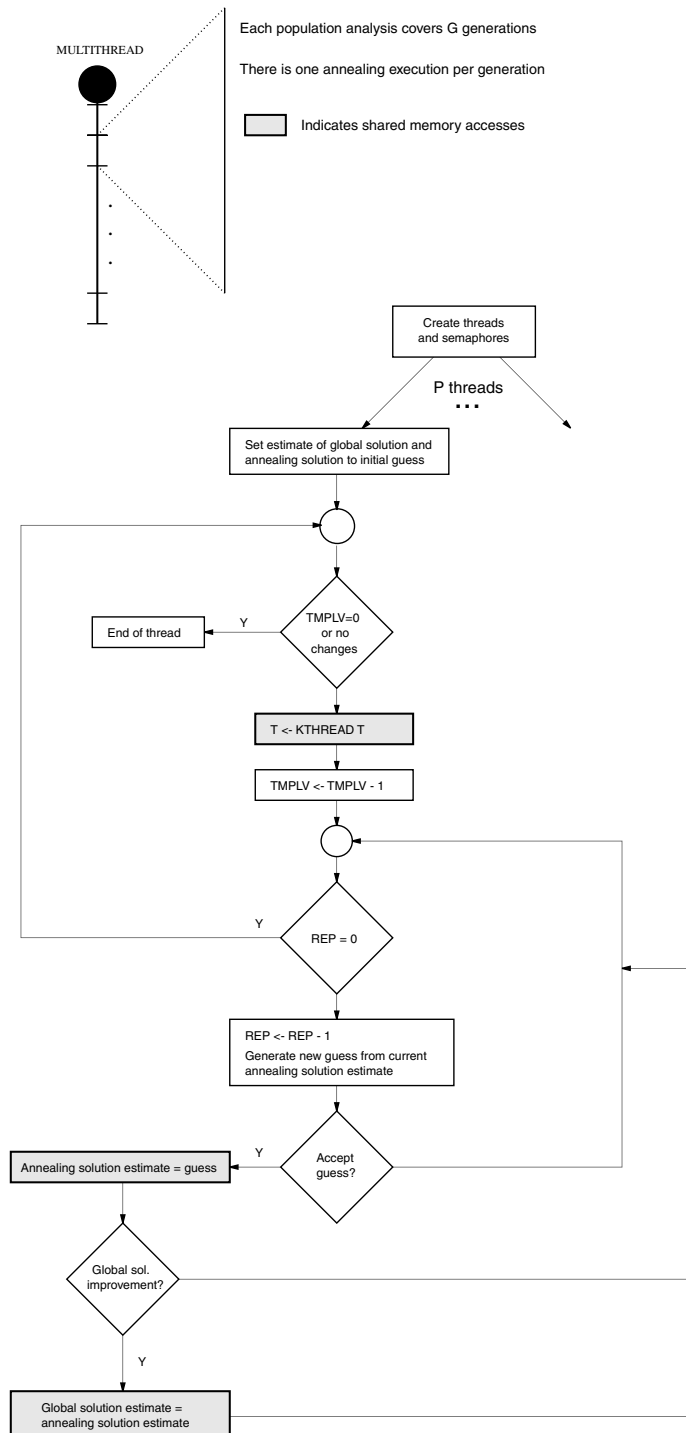 Each population analysis covers G generations
MULTITHREAD
There is one annealing execution per generation
Indicates shared memory accesses
Create threads
and semaphores
P threads
...
Set estimate of global solution and
annealing solution to initial guess
TMPLV=0
or no
changes
Y
End of thread
T <- KTHREAD T
TMPLV <- TMPLV - 1
Y
REP = 0
REP <- REP - 1
Generate new guess from current
annealing solution estimate
Accept
guess?
Y
Annealing solution estimate = guess
Global sol.
improvement?
Y
Global solution estimate =
annealing solution estimate